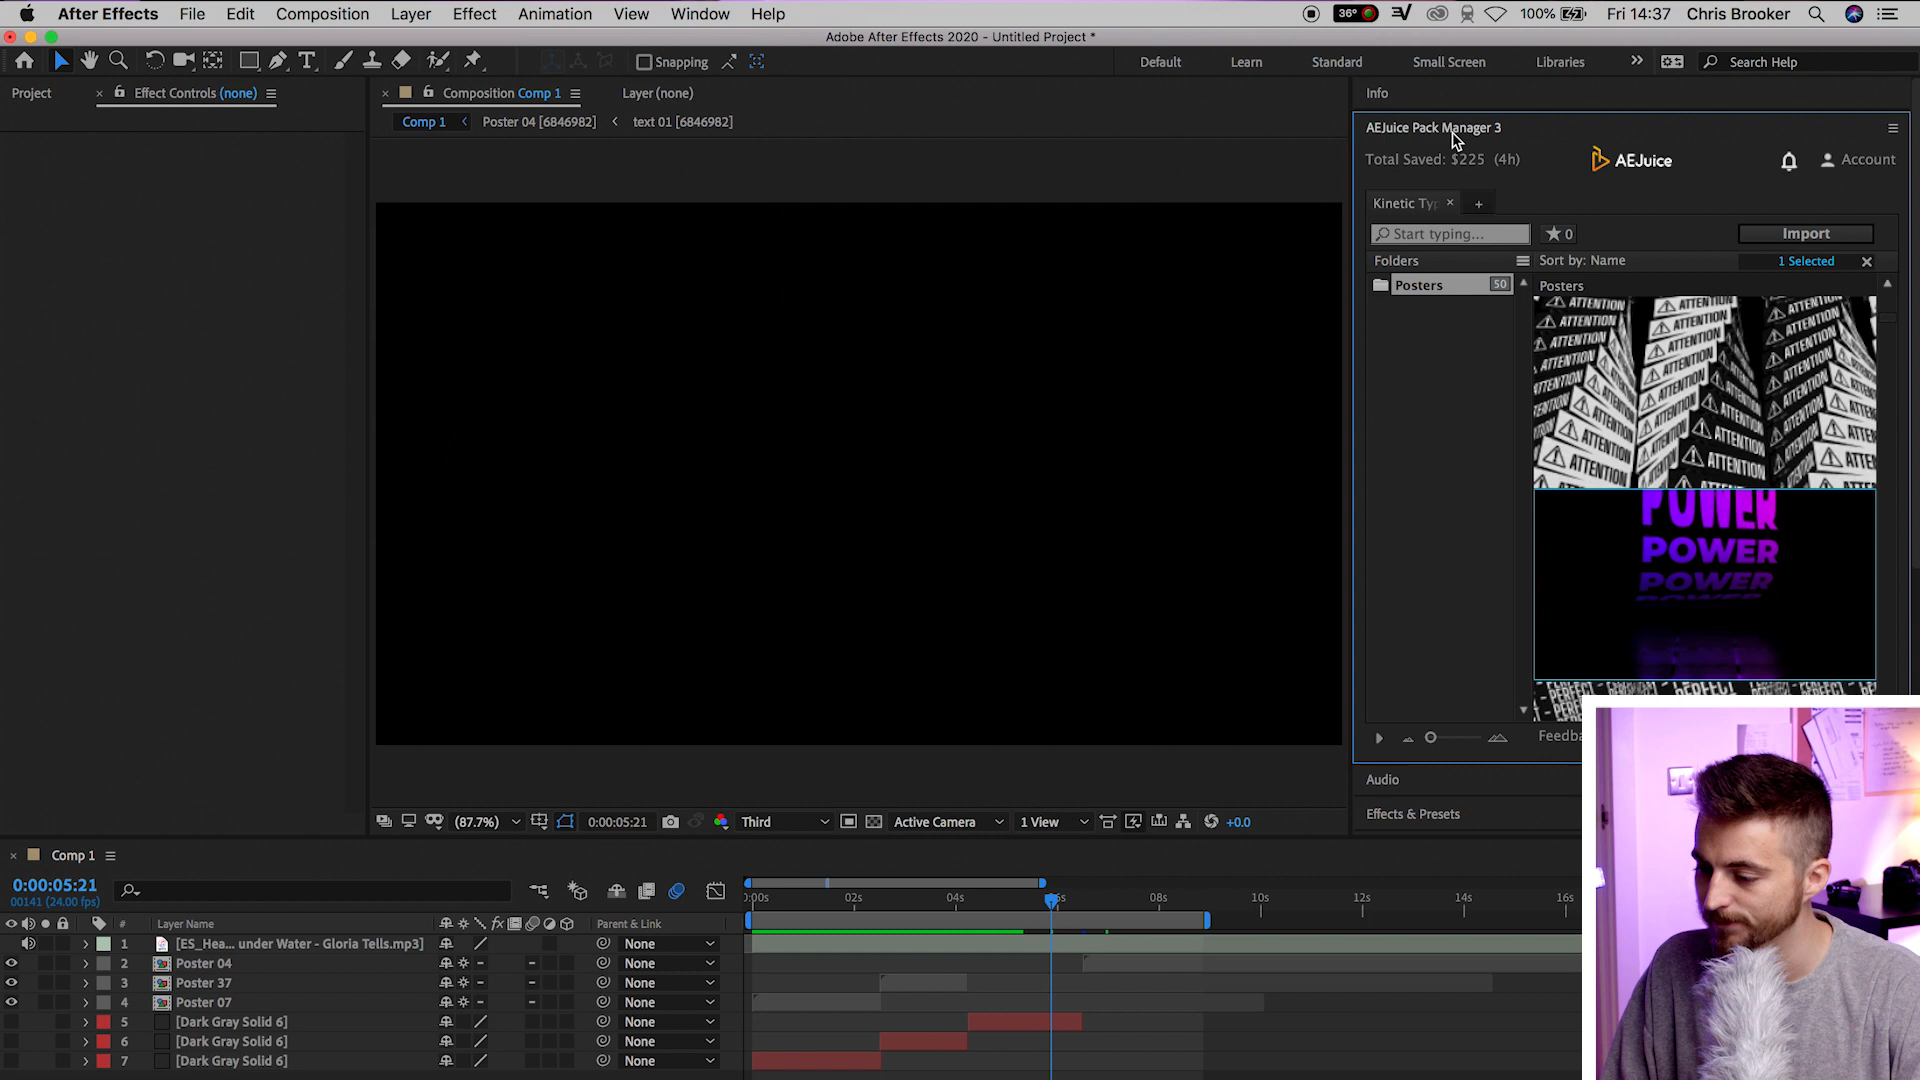 After Effects File Edit Composition Layer Effect Animation View Window Help
36° 100% Fri 14:37 Chris Brooker
Adobe After Effects 2020 - Untitled Project *
Snapping
Default Learn Standard Small Screen Libraries Search Help
Project Effect Controls (none) Composition Comp 1 Layer (none) Info
Comp 1 Poster 04 [6846982] text 01 [6846982]
AEJuice Pack Manager 3
Total Saved: $225 (4h) AEJuice Account
Kinetic Typ × +
Start typing... 0 Import
Folders Sort by: Name 1 Selected
Posters 50 Posters
ATTENTION
POWER
POWER
POWER
POWER
PERFECT
Feedba
Audio
Effects & Presets
(87.7%) 0:00:05:21 Third Active Camera 1 View +0.0
Comp 1
0:00:05:21
00141 (24.00 fps)
:00s 02s 04s 06s 08s 10s 12s 14s 16s
# Layer Name Parent & Link
1 [ES_Hea... under Water - Gloria Tells.mp3] None
2 Poster 04 None
3 Poster 37 None
4 Poster 07 None
5 [Dark Gray Solid 6] None
6 [Dark Gray Solid 6] None
7 [Dark Gray Solid 6] None